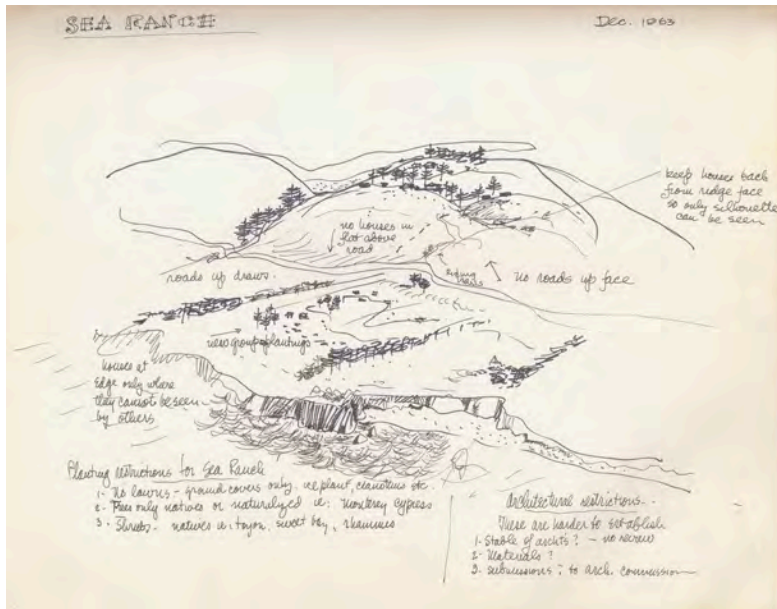 SEA RANCH
Dec. 1963
keep houses back
from ridge face
so only silhouette
can be seen
no houses in
flat above
road
roads up draws.
riding trails
no roads up face
new group plantings
houses at
edge only where
they cannot be seen
by others
Planting restrictions for Sea Ranch
1- No lawns - ground covers only. ice plant, ceanothus etc.
2- Trees only natives or naturalized ie: Monterey cypress
3- Shrubs- natives ie: toyon, sweet bay, rhamnus
Architectural restrictions..
These are harder to establish
1- Stable of archts? - no
2- Materials?
3- submissions: to arch. commission